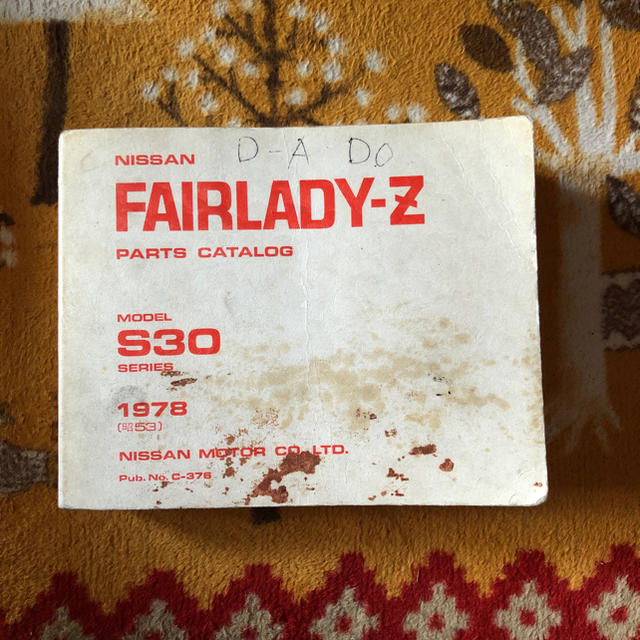 D-A DO
NISSAN
FAIRLADY-Z
PARTS CATALOG
MODEL
S30
SERIES
1978
(昭53)
NISSAN MOTOR CO., LTD.
Pub. No. C-376